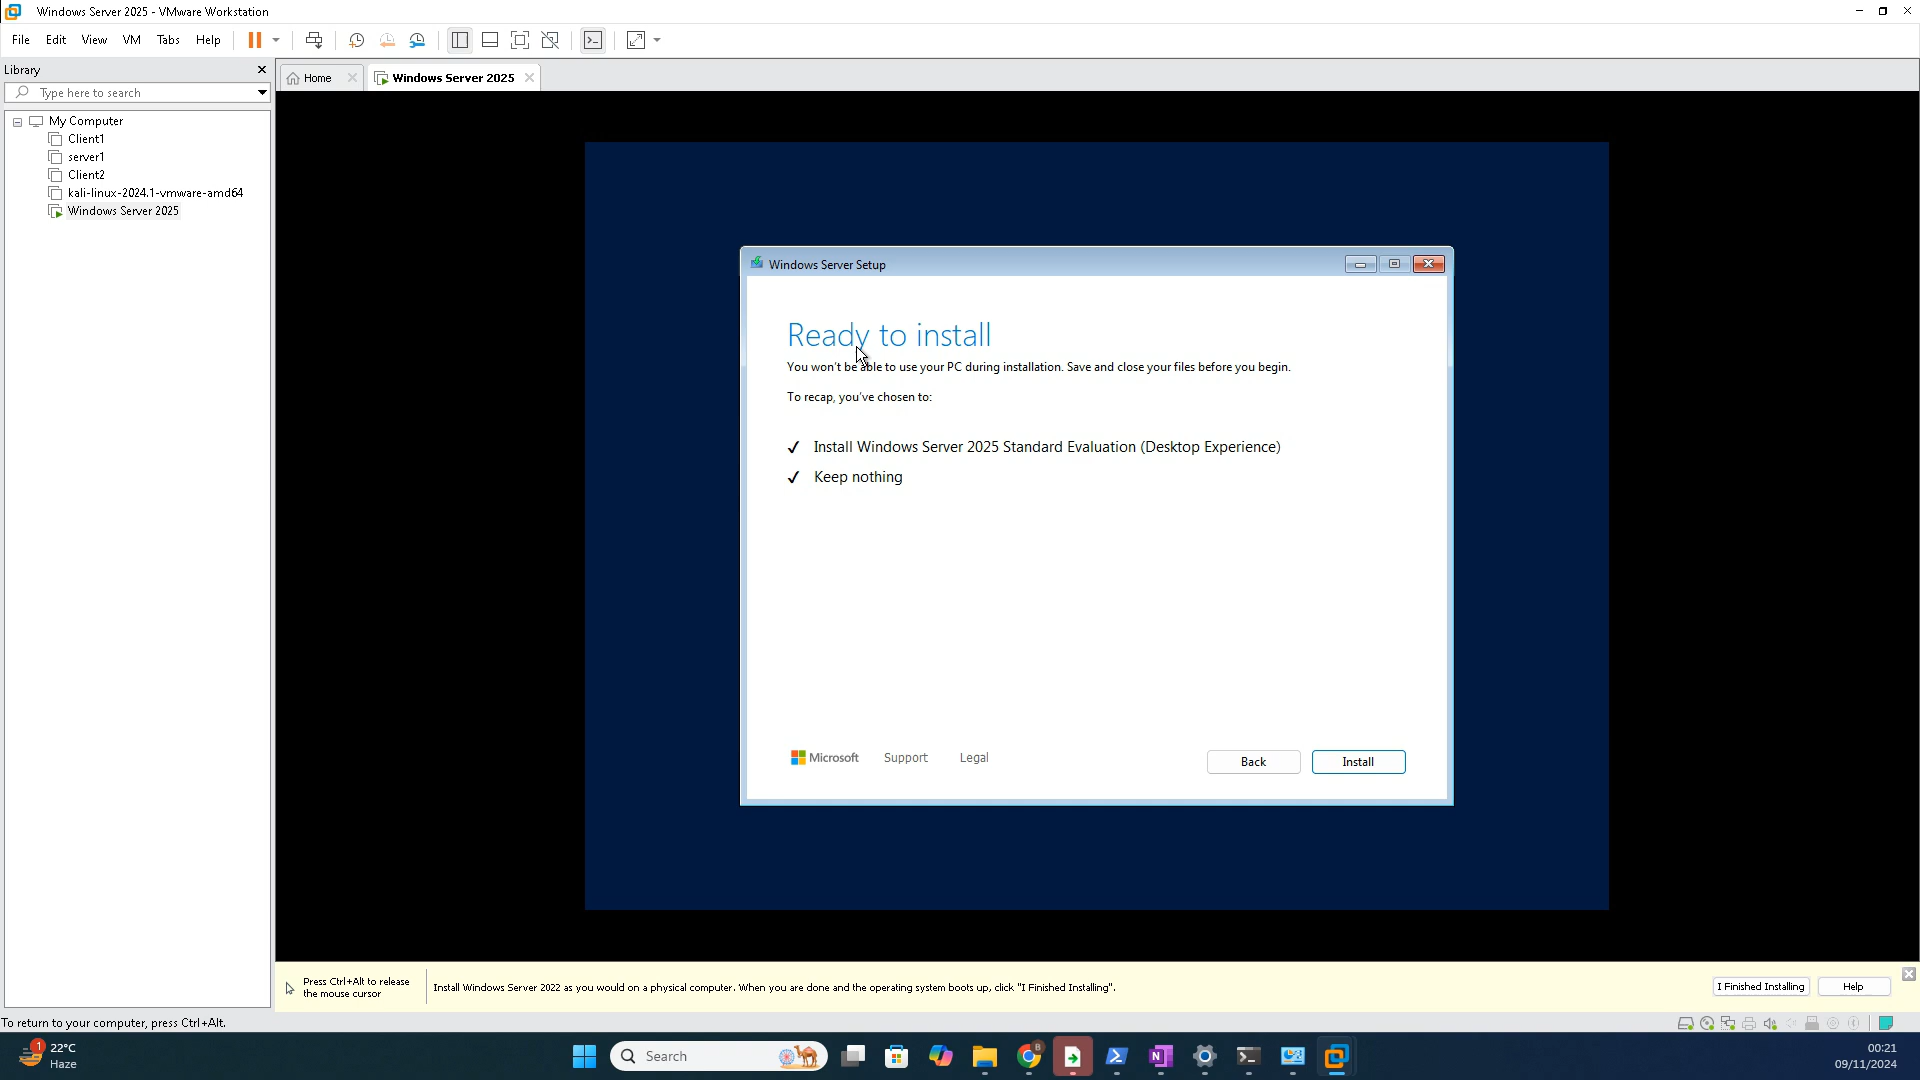 Windows Server 2025 - VMware Workstation
File Edit View VM Tabs Help
Library
Type here to search
My Computer
Client1
server1
Client2
kali-linux-2024.1-vmware-amd64
Windows Server 2025
Home
Windows Server 2025
Windows Server Setup
Ready to install
You won't be able to use your PC during installation. Save and close your files before you begin.
To recap, you've chosen to:
✓ Install Windows Server 2025 Standard Evaluation (Desktop Experience)
✓ Keep nothing
Microsoft Support Legal
Back Install
Press Ctrl+Alt to release
the mouse cursor
Install Windows Server 2022 as you would on a physical computer. When you are done and the operating system boots up, click "I Finished Installing".
I Finished Installing Help
To return to your computer, press Ctrl+Alt.
1
22°C
Haze
Search
B
N
00:21
09/11/2024